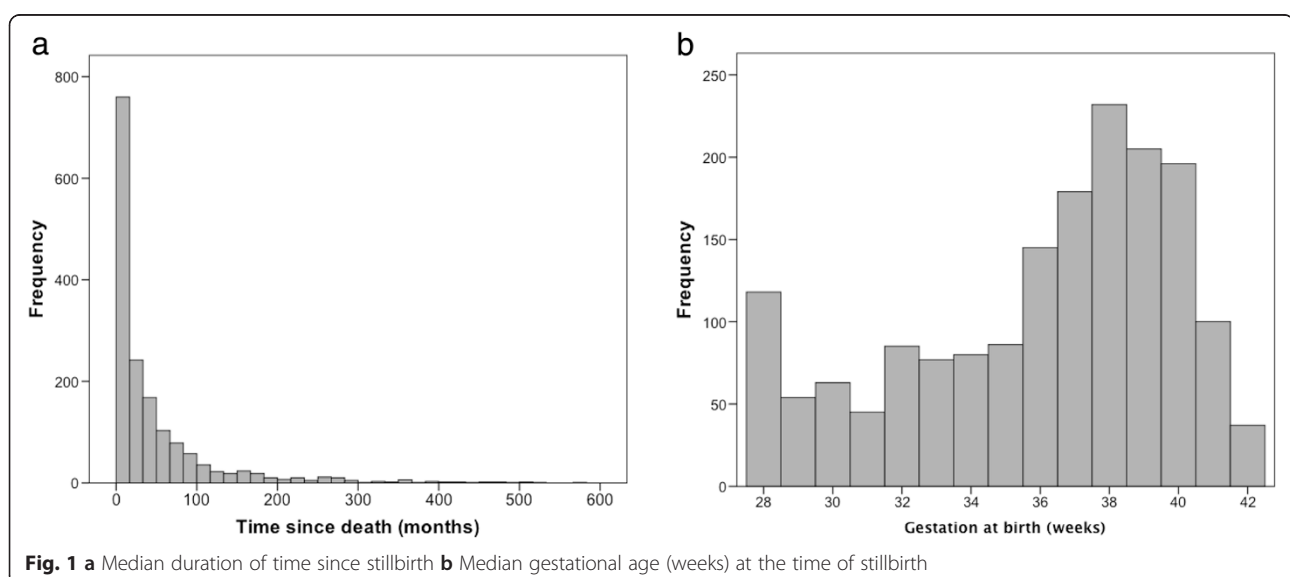 a
800
600
400
200
0
Frequency
0 100 200 300 400 500 600
Time since death (months)
b
250
200
150
100
50
0
Frequency
28 30 32 34 36 38 40 42
Gestation at birth (weeks)
Fig. 1 a Median duration of time since stillbirth b Median gestational age (weeks) at the time of stillbirth